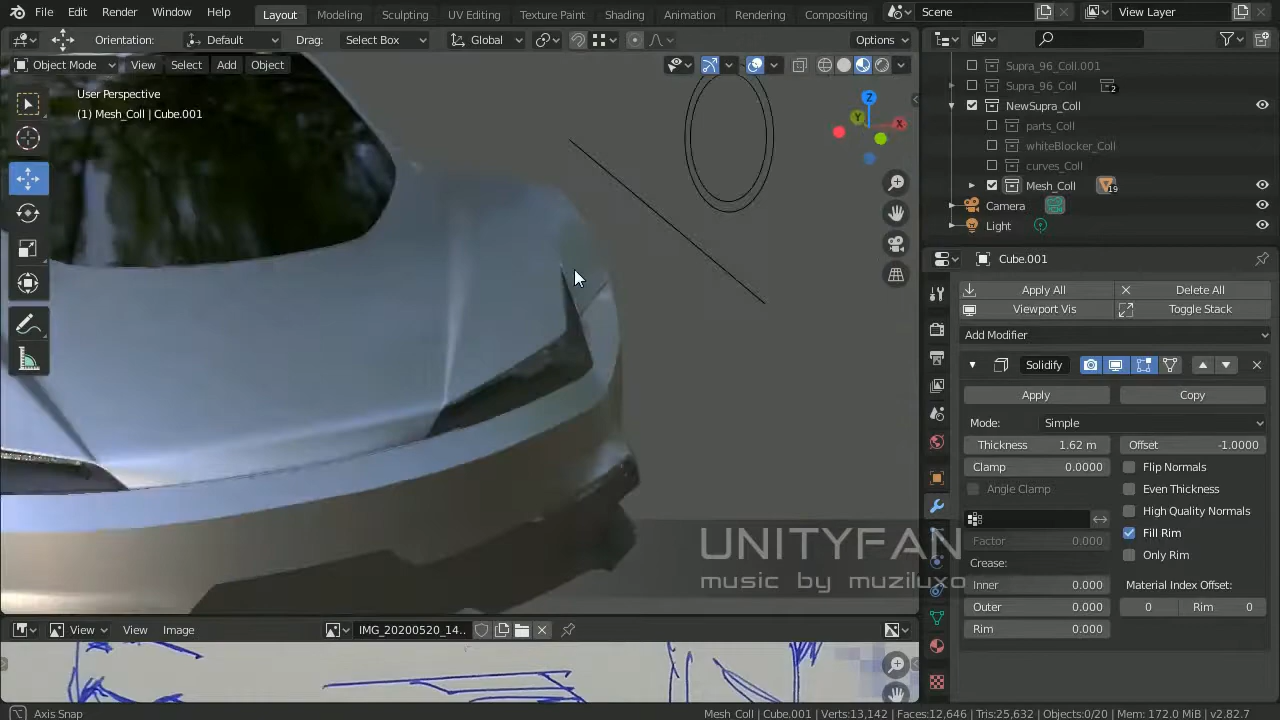 File Edit Render Window Help Layout Modeling Sculpting UV Editing Texture Paint Shading Animation Rendering Compositing Scene View Layer
Orientation: Default Drag: Select Box Global Options
Object Mode View Select Add Object
User Perspective
(1) Mesh_Coll | Cube.001
Z
Y
X
Supra_96_Coll.001
Supra_96_Coll 2
NewSupra_Coll
parts_Coll
whiteBlocker_Coll
curves_Coll
Mesh_Coll 19
Camera
Light
Cube.001
Apply All Delete All
Viewport Vis Toggle Stack
Add Modifier
Solidify
Apply Copy
Mode: Simple
Thickness 1.62 m Offset -1.0000
Clamp 0.0000 Flip Normals
Angle Clamp Even Thickness
High Quality Normals
Factor 0.000 Fill Rim
Crease: Only Rim
Inner 0.000 Material Index Offset:
Outer 0.000 0 Rim 0
Rim 0.000
UNITYFAN
music by muziluxo
View View Image IMG_20200520_14..
Axis Snap Mesh_Coll | Cube.001 | Verts:13,142 | Faces:12,646 | Tris:25,632 | Objects:0/20 | Mem: 172.0 MiB | v2.82.7